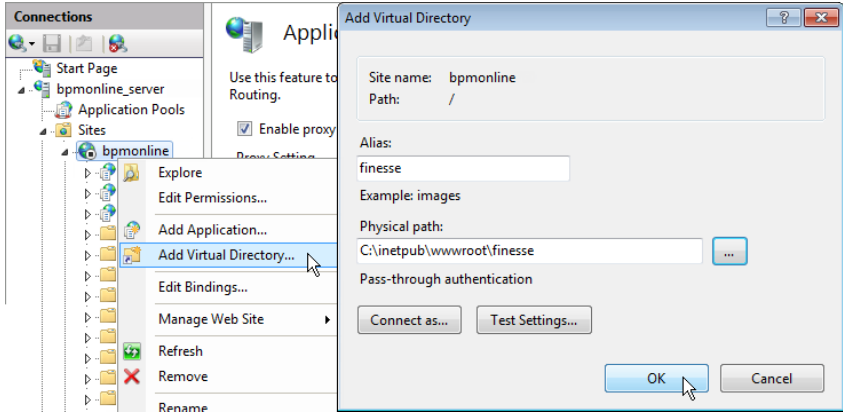 Connections
Start Page
bpmonline_server
Application Pools
Sites
bpmonline
Explore
Edit Permissions...
Add Application...
Add Virtual Directory...
Edit Bindings...
Manage Web Site
Refresh
Remove
Rename
Use this feature to
Routing.
Enable proxy
Proxy Setting
Add Virtual Directory
Site name: bpmonline
Path: /
Alias:
finesse
Example: images
Physical path:
C:\inetpub\wwwroot\finesse
...
Pass-through authentication
Connect as...
Test Settings...
OK
Cancel